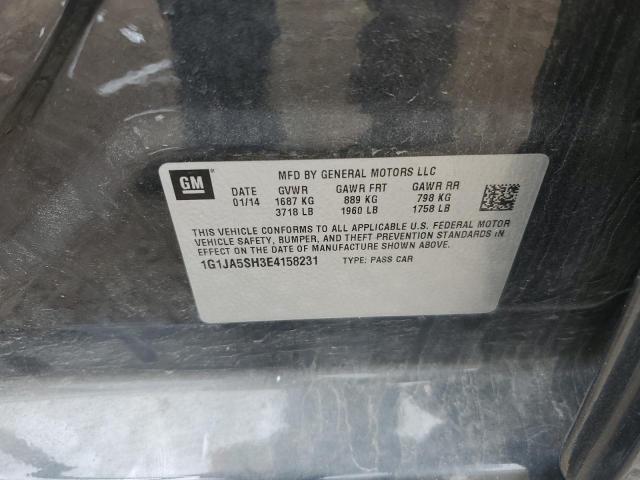 MFD BY GENERAL MOTORS LLC
GM
DATE GVWR GAWR FRT GAWR RR
01/14 1687 KG 889 KG 798 KG
3718 LB 1960 LB 1758 LB
THIS VEHICLE CONFORMS TO ALL APPLICABLE U.S. FEDERAL MOTOR
VEHICLE SAFETY, BUMPER, AND THEFT PREVENTION STANDARDS IN
EFFECT ON THE DATE OF MANUFACTURE SHOWN ABOVE.
1G1JA5SH3E4158231 TYPE: PASS CAR